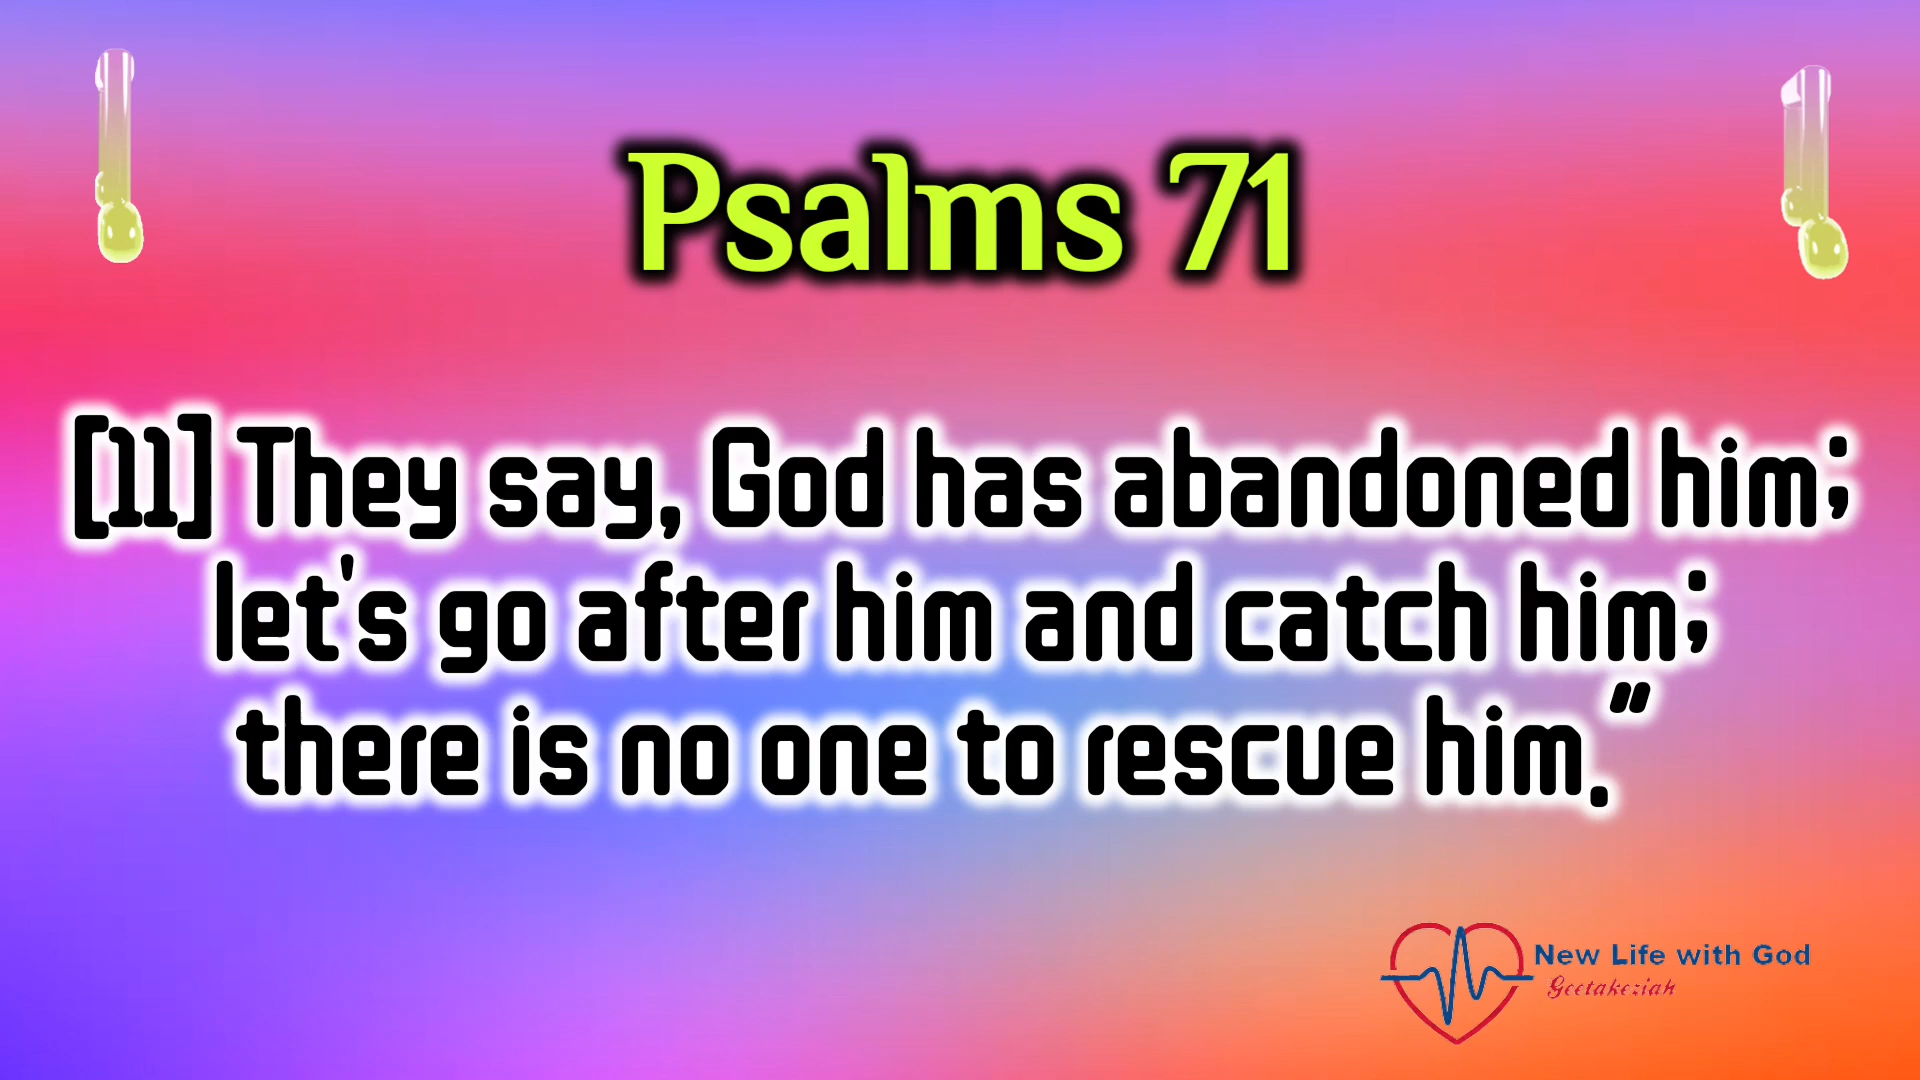 Psalms 71
[11] They say, God has abandoned him;
let's go after him and catch him;
there is no one to rescue him.”
New Life with God
Geetakeziah